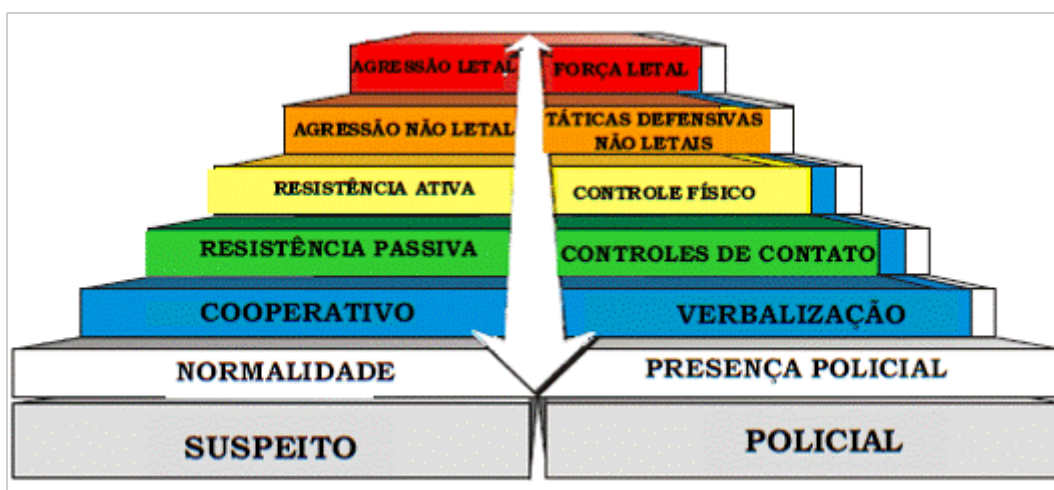 AGRESSÃO LETAL
FORÇA LETAL
AGRESSÃO NÃO LETAL
TÁTICAS DEFENSIVAS
NÃO LETAIS
RESISTÊNCIA ATIVA
CONTROLE FÍSICO
RESISTÊNCIA PASSIVA
CONTROLES DE CONTATO
COOPERATIVO
VERBALIZAÇÃO
NORMALIDADE
PRESENÇA POLICIAL
SUSPEITO
POLICIAL